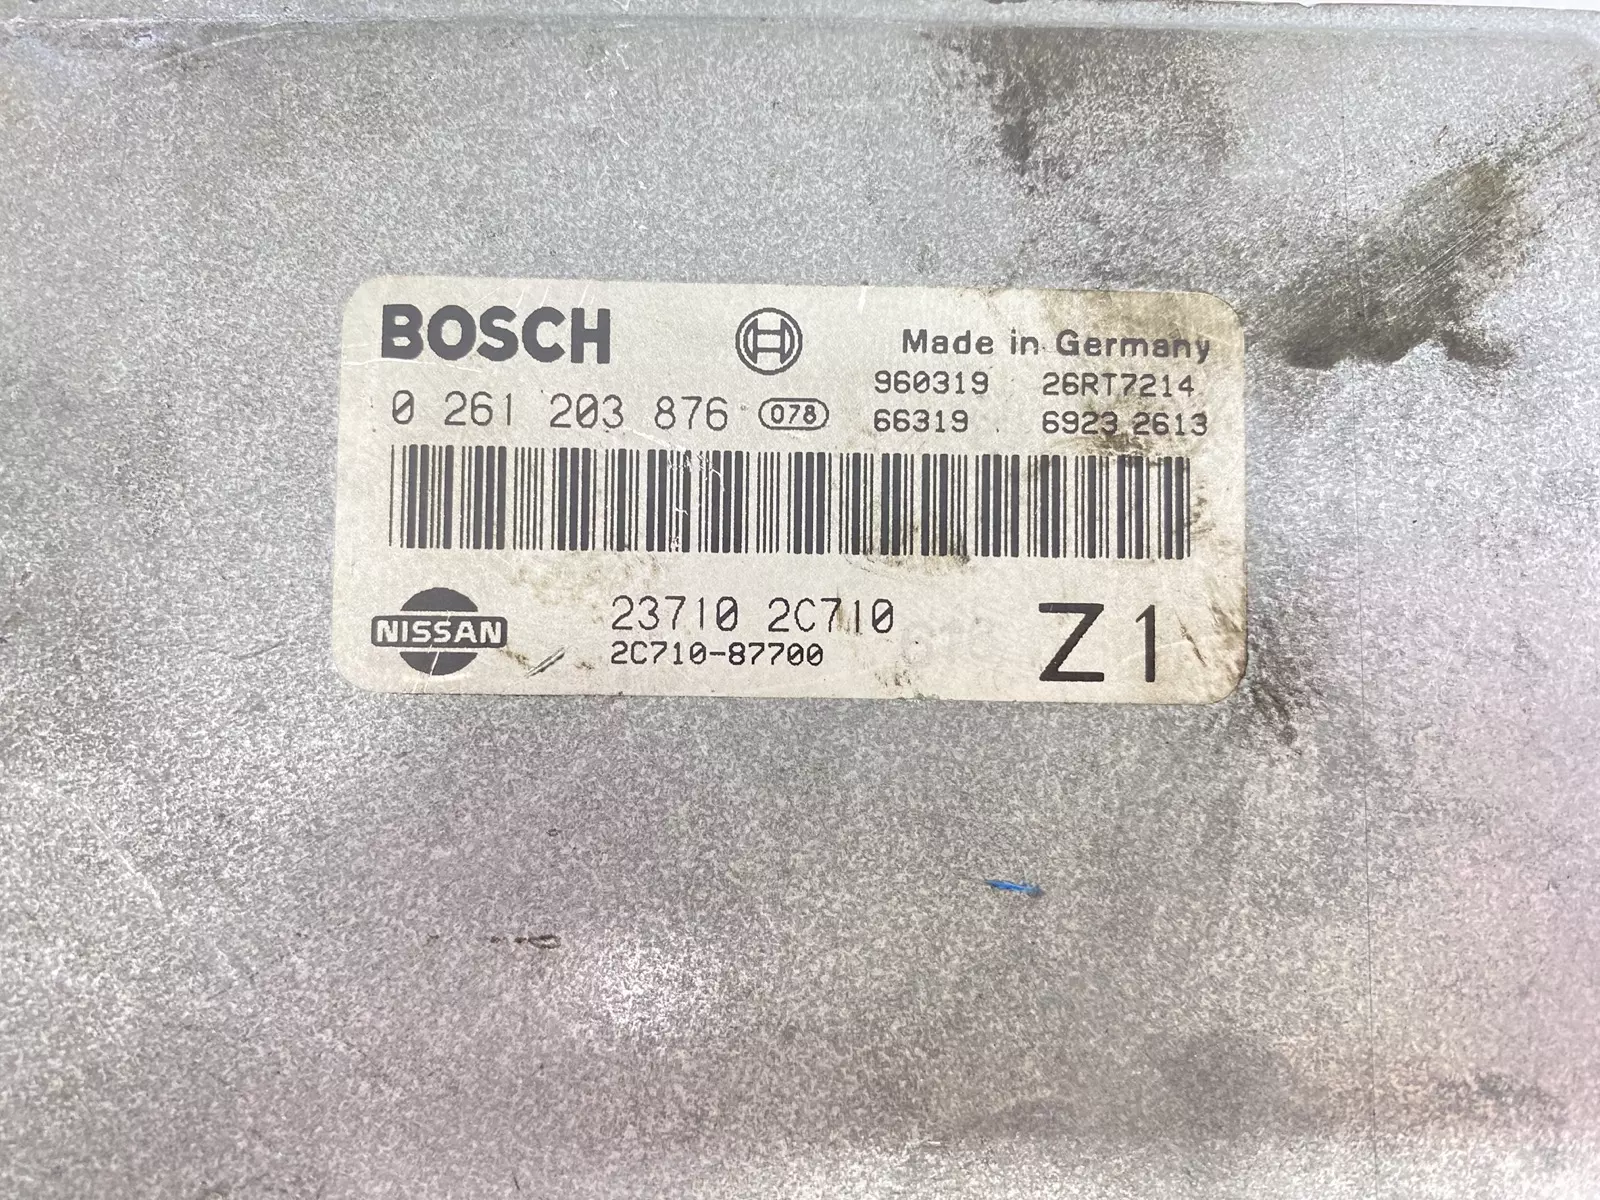 BOSCH
Made in Germany
960319 26RT7214
0 261 203 876 078
66319 6923 2613
NISSAN
23710 2C710
2C710-87700
Z1